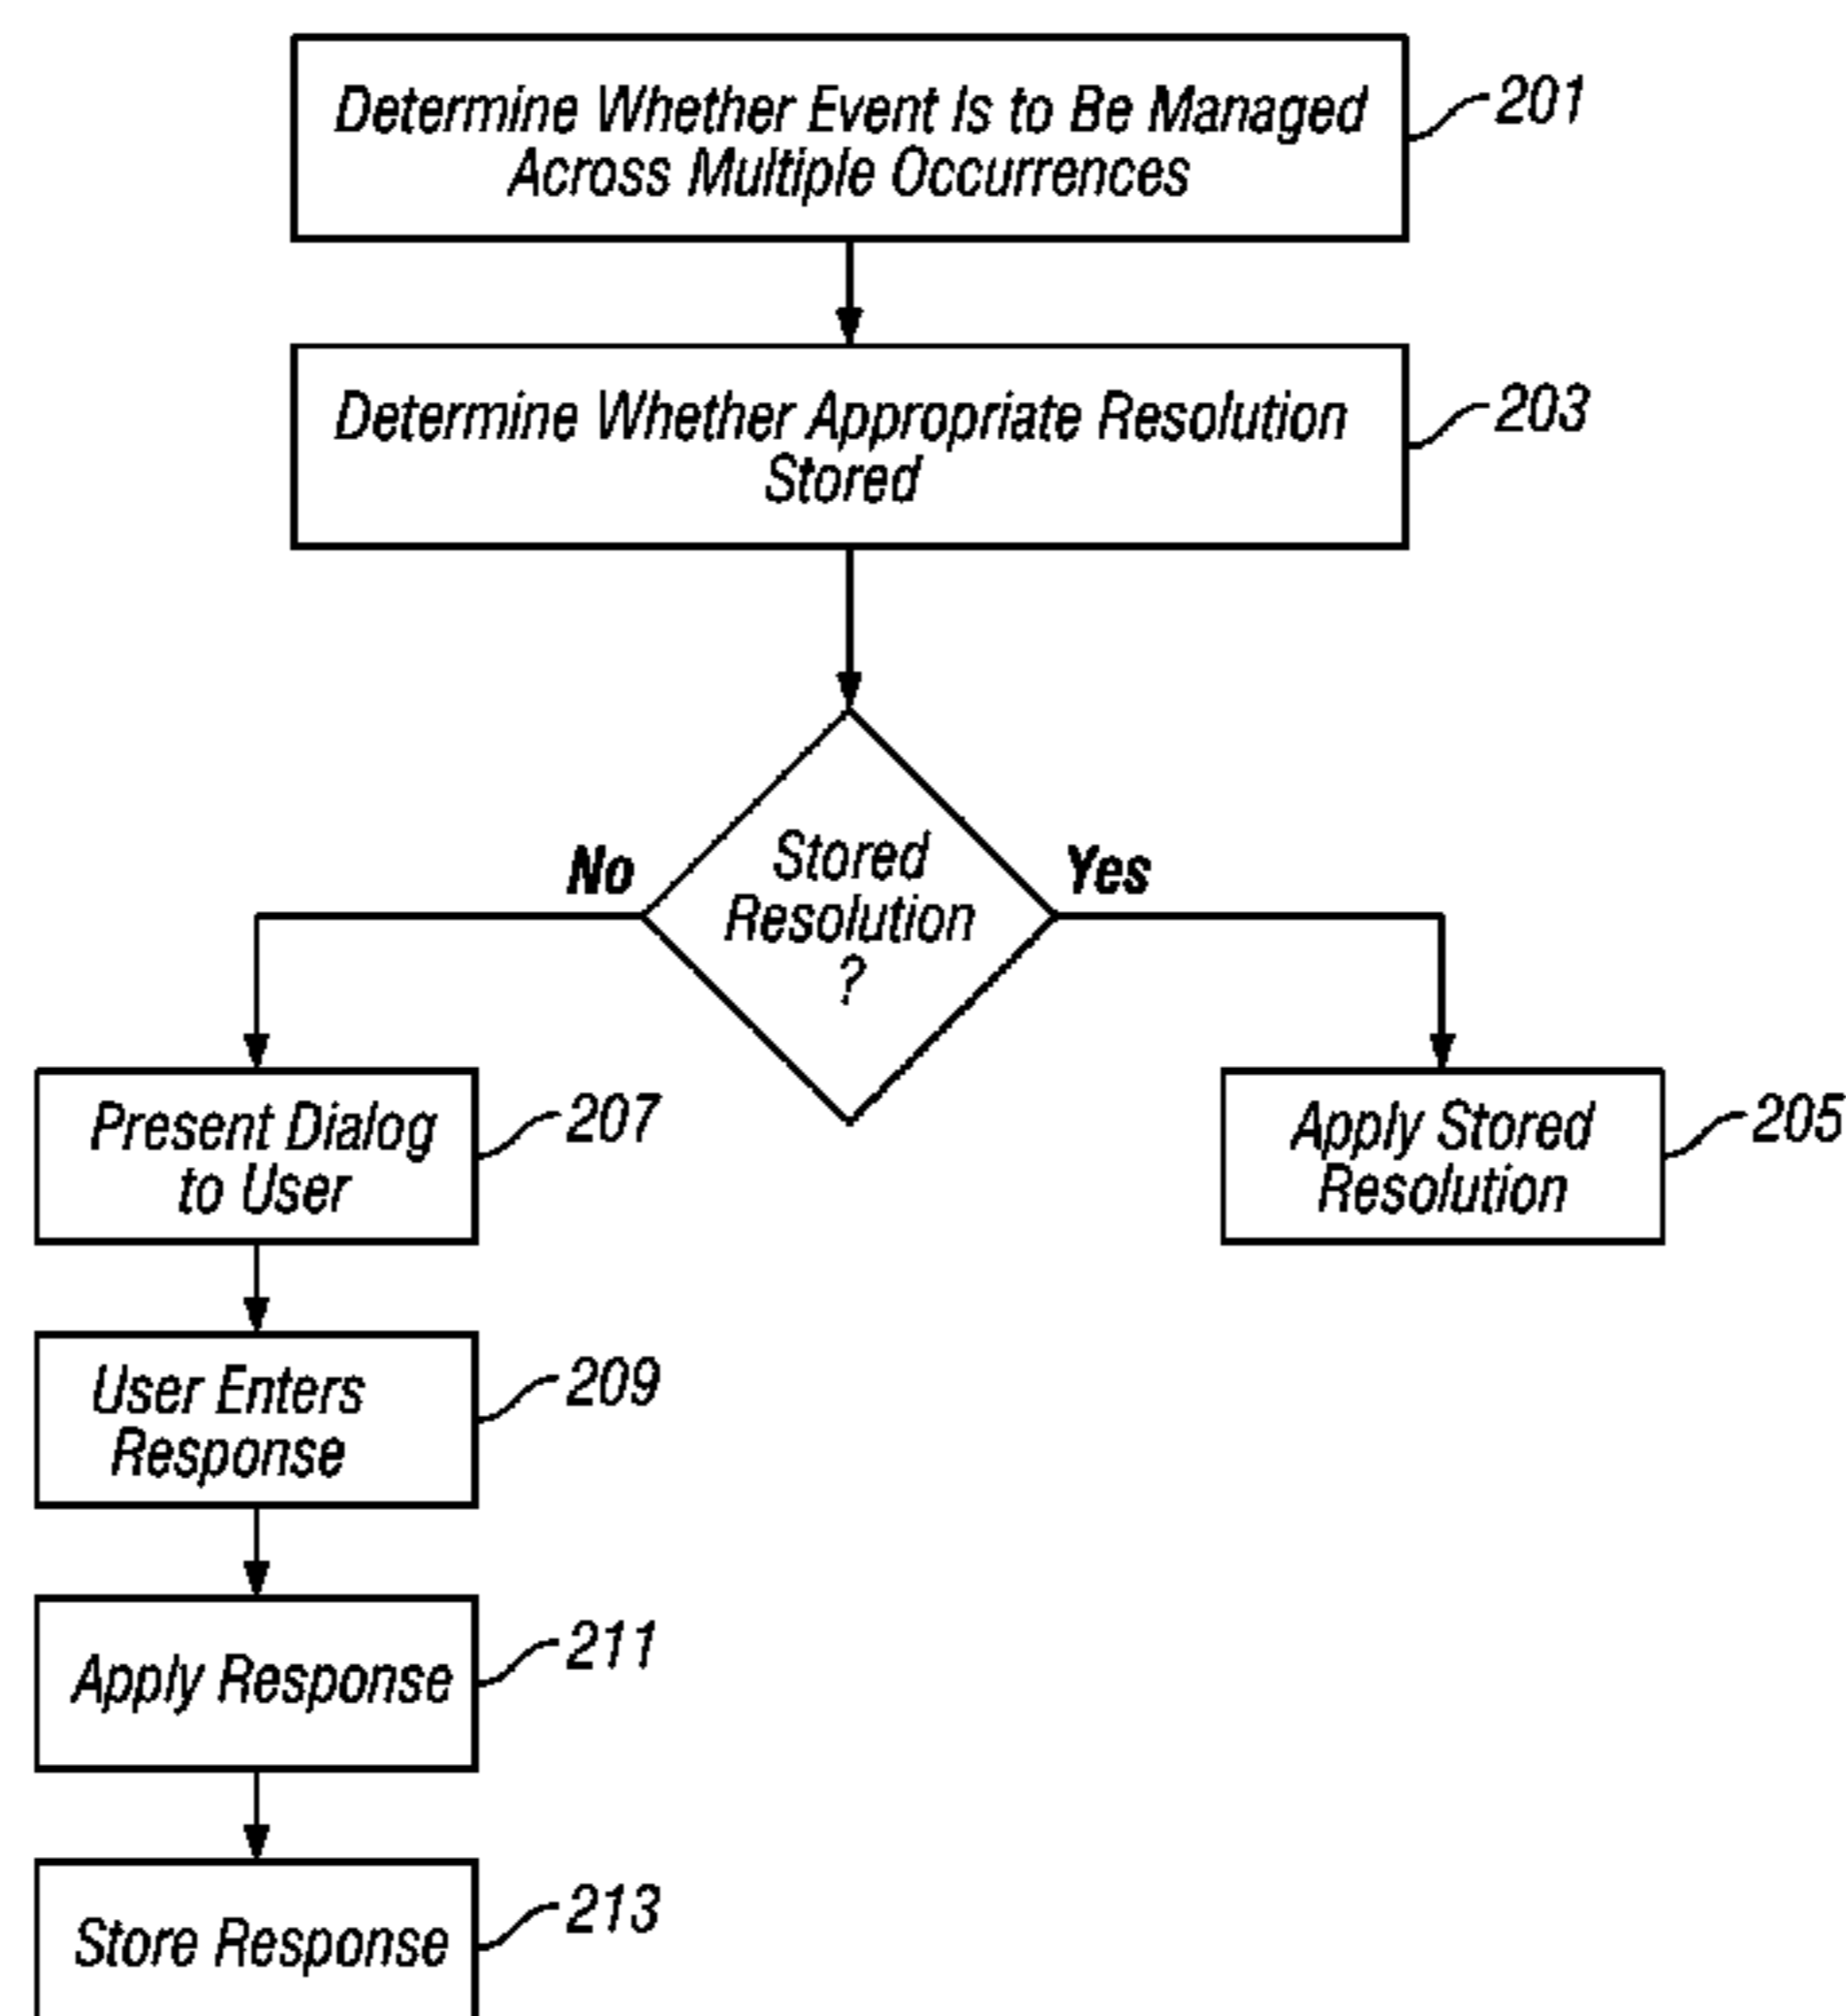 Determine Whether Event Is to Be Managed
Across Multiple Occurrences
201
Determine Whether Appropriate Resolution
Stored
203
Stored
Resolution
?
No
Yes
Present Dialog
to User
207
Apply Stored
Resolution
205
User Enters
Response
209
Apply Response
211
Store Response
213